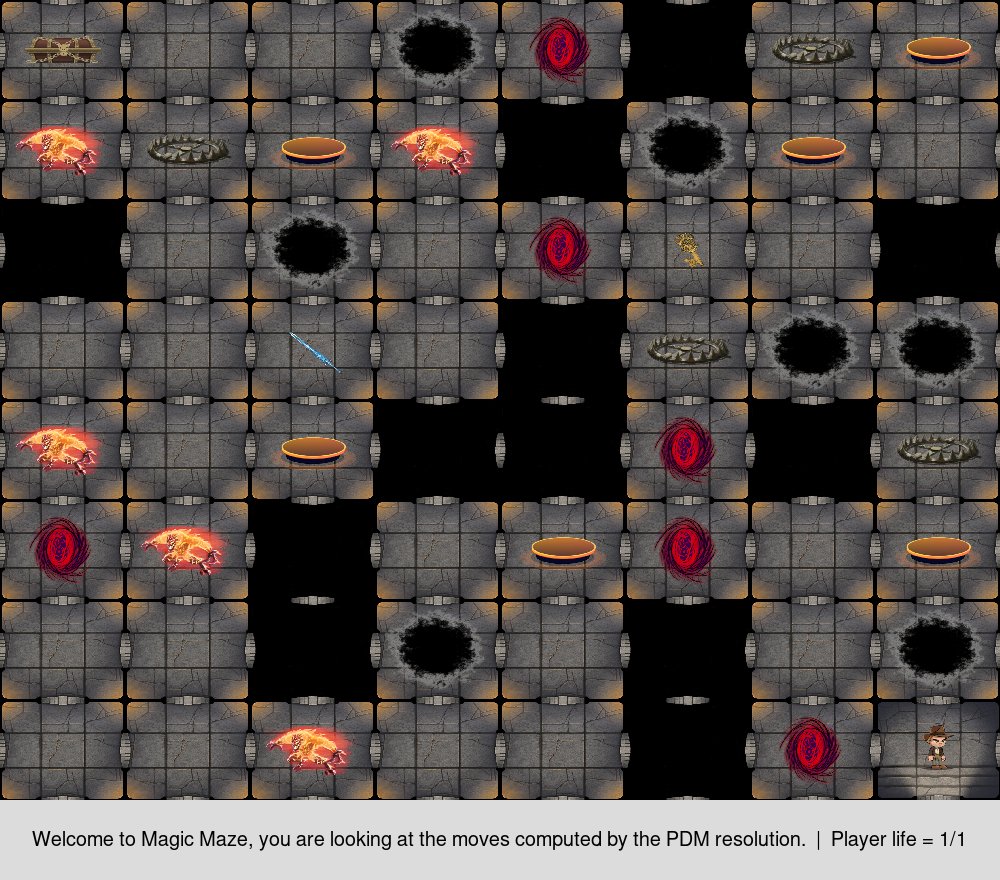 Welcome to Magic Maze, you are looking at the moves computed by the PDM resolution.  |  Player life = 1/1